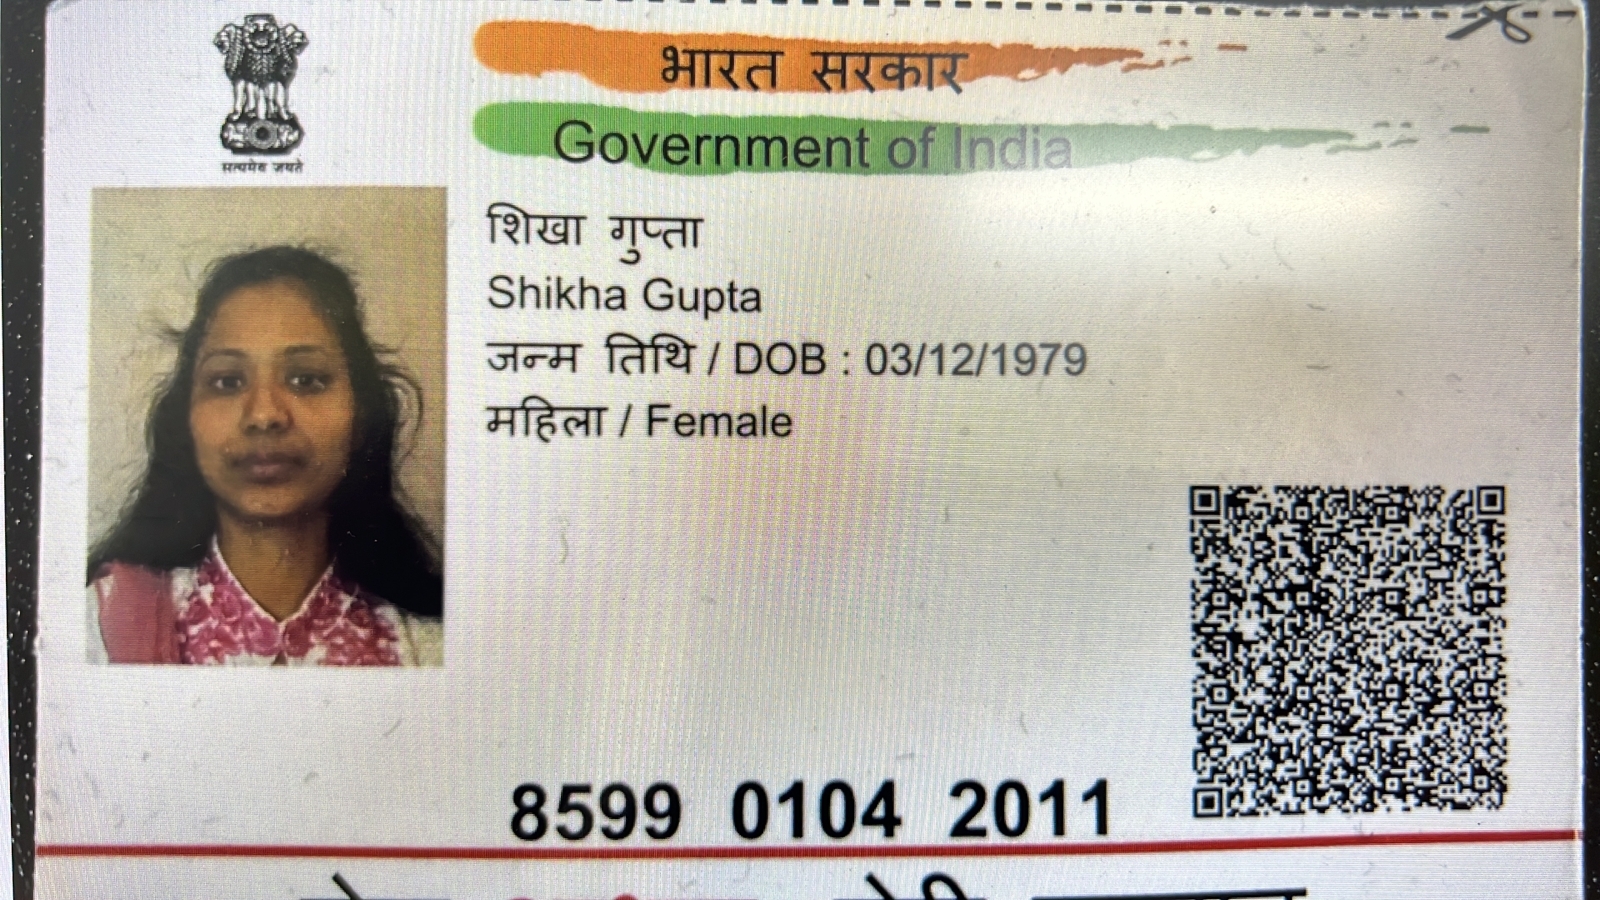 सत्यमेव जयते
भारत सरकार
Government of India
शिखा गुप्ता
Shikha Gupta
जन्म तिथि / DOB : 03/12/1979
महिला / Female
8599 0104 2011